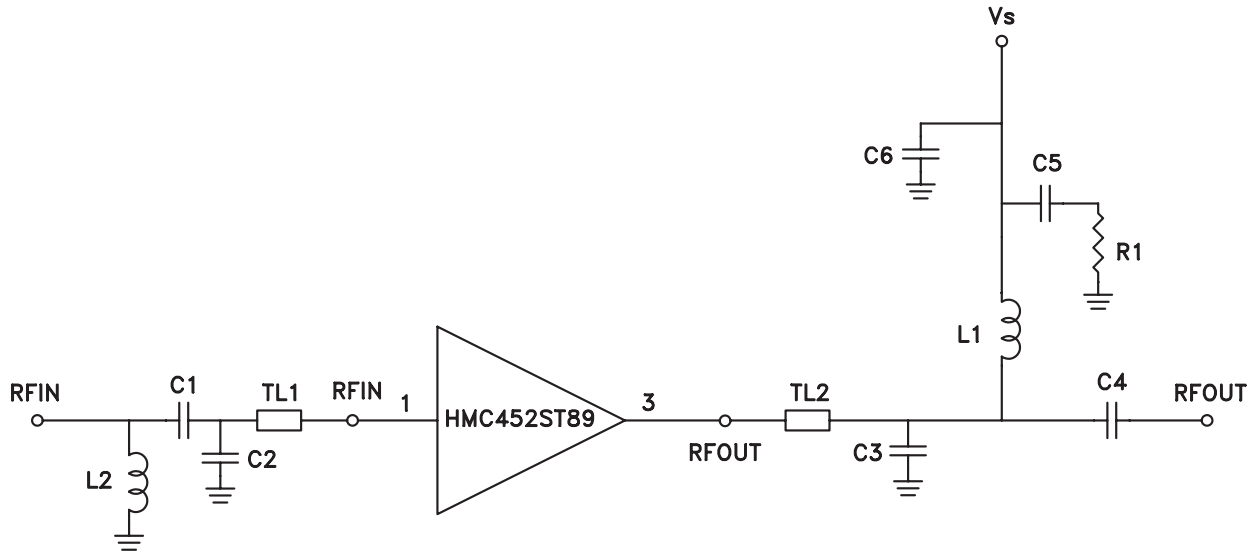 Vs
C6
C5
R1
L1
RFIN
C1
TL1
RFIN
1
HMC452ST89
3
TL2
C4
RFOUT
RFOUT
C3
C2
L2